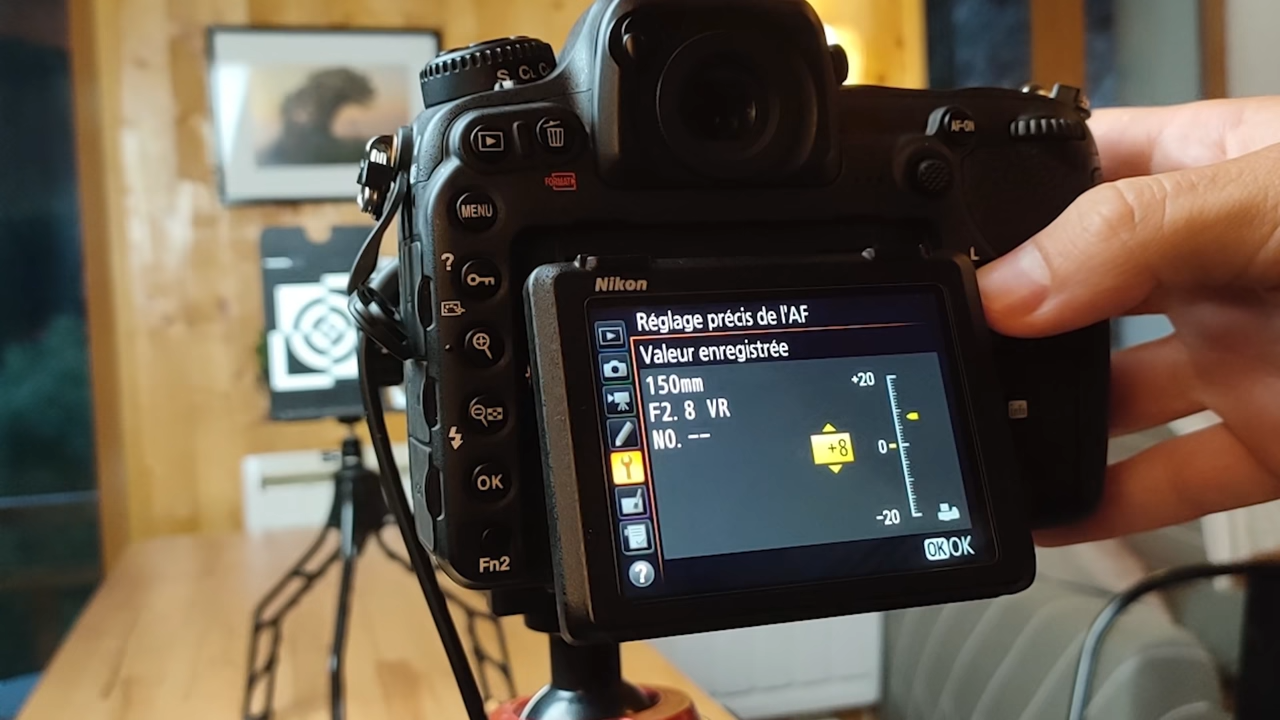 S CL C
AF-ON
FORMAT
MENU
?
L
Nikon
Réglage précis de l'AF
Valeur enregistrée
150mm
+20
F2.8 VR
NO. --
+8
0
-20
OK OK
?
OK
Fn2